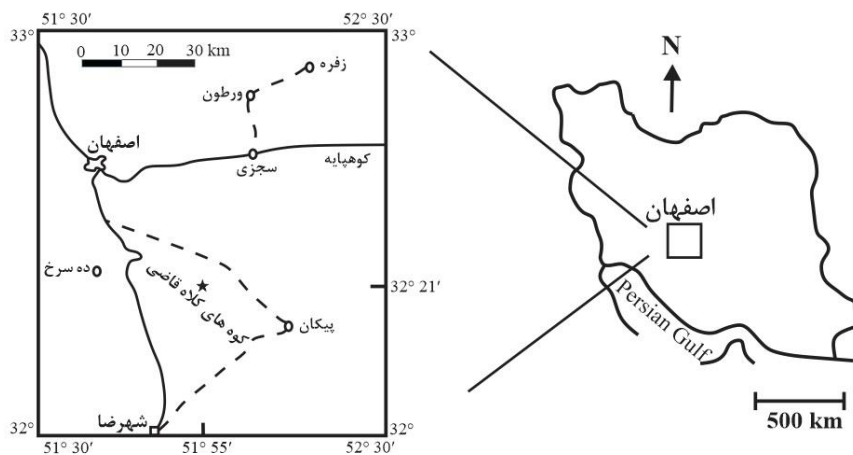 51° 30′
52° 30′
33°
33°
0 10 20 30 km
زفره
ورطون
اصفهان
سجزی
کوهپایه
ده سرخ
کوه های کلاه قاضی
پیکان
32° 21′
شهرضا
32°
32°
51° 30′
51° 55′
52° 30′
N
اصفهان
Persian Gulf
500 km